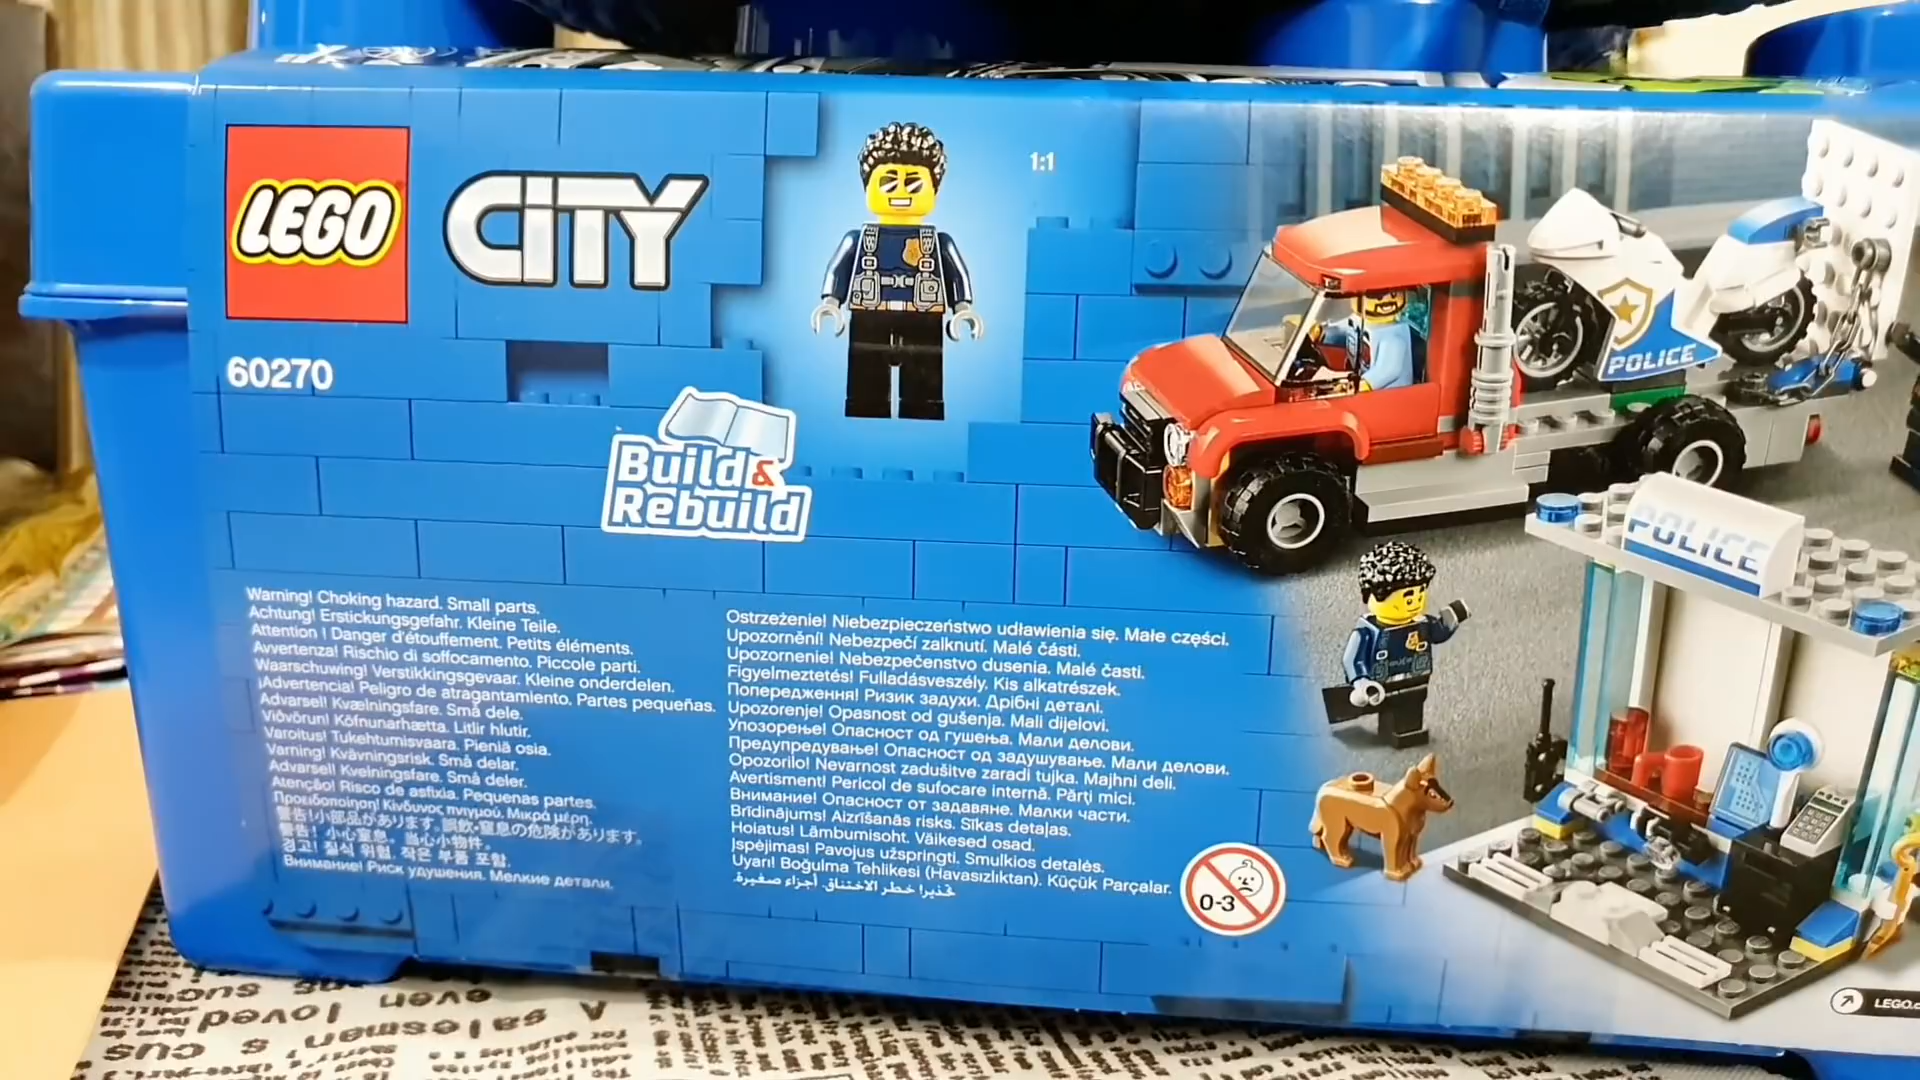 LEGO
CITY
60270
1:1
Build &
Rebuild
POLICE
POLICE
Warning! Choking hazard. Small parts.
Achtung! Erstickungsgefahr. Kleine Teile.
Attention ! Danger d'étouffement. Petits éléments.
Avvertenza! Rischio di soffocamento. Piccole parti.
Waarschuwing! Verstikkingsgevaar. Kleine onderdelen.
¡Advertencia! Peligro de atragantamiento. Partes pequeñas.
Advarsel! Kvælningsfare. Små dele.
Viðvörun! Köfnunarhætta. Litlir hlutir.
Varoitus! Tukehtumisvaara. Pieniä osia.
Varning! Kvävningsrisk. Små delar.
Advarsel! Kvelningsfare. Små deler.
Atenção! Risco de asfixia. Pequenas partes.
Προειδοποίηση! Κίνδυνος πνιγμού. Μικρά μέρη.
警告!小部品があります。誤飲・窒息の危険があります。
警告! 小心窒息。当心小物件。
경고! 질식 위험. 작은 부품 포함.
Внимание! Риск удушения. Мелкие детали.
Ostrzeżenie! Niebezpieczeństwo udławienia się. Małe części.
Upozornění! Nebezpečí zalknutí. Malé části.
Upozornenie! Nebezpečenstvo dusenia. Malé časti.
Figyelmeztetés! Fulladásveszély. Kis alkatrészek.
Попередження! Ризик задухи. Дрібні деталі.
Upozorenje! Opasnost od gušenja. Mali dijelovi.
Упозорење! Опасност од гушења. Мали делови.
Предупредување! Опасност од задушување. Мали делови.
Opozorilo! Nevarnost zadušitve zaradi tujka. Majhni deli.
Avertisment! Pericol de sufocare internă. Părţi mici.
Внимание! Опасност от задавяне. Малки части.
Brīdinājums! Aizrīšanās risks. Sīkas detaļas.
Hoiatus! Lämbumisoht. Väikesed osad.
Įspėjimas! Pavojus užspringti. Smulkios detalės.
Uyarı! Boğulma Tehlikesi (Havasızlıktan). Küçük Parçalar.
تحذير! خطر الاختناق. أجزاء صغيرة.
0-3
LEGO.c
A salesman
even loved